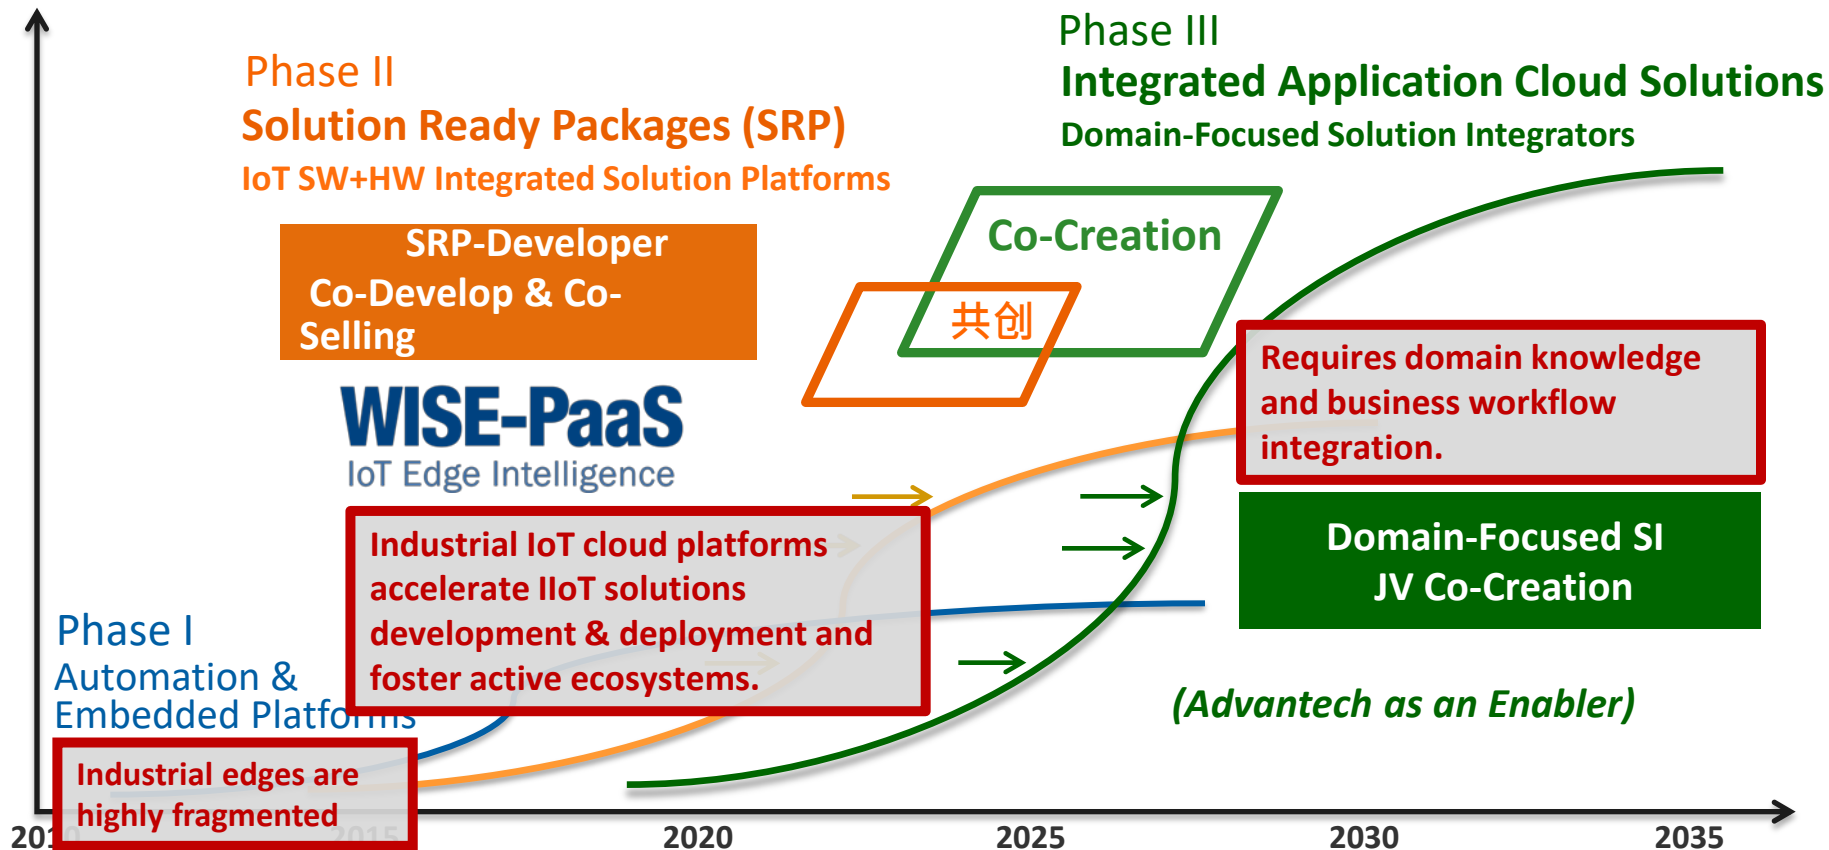 Phase III
Integrated Application Cloud Solutions
Domain-Focused Solution Integrators
Phase II
Solution Ready Packages (SRP)
IoT SW+HW Integrated Solution Platforms
SRP-Developer
Co-Develop & Co-
Selling
Co-Creation
共创
WISE-PaaS
IoT Edge Intelligence
Requires domain knowledge
and business workflow
integration.
Industrial IoT cloud platforms
accelerate IIoT solutions
development & deployment and
foster active ecosystems.
Domain-Focused SI
JV Co-Creation
(Advantech as an Enabler)
Phase I
Automation &
Embedded Platforms
Industrial edges are
highly fragmented
2010 2015 2020 2025 2030 2035